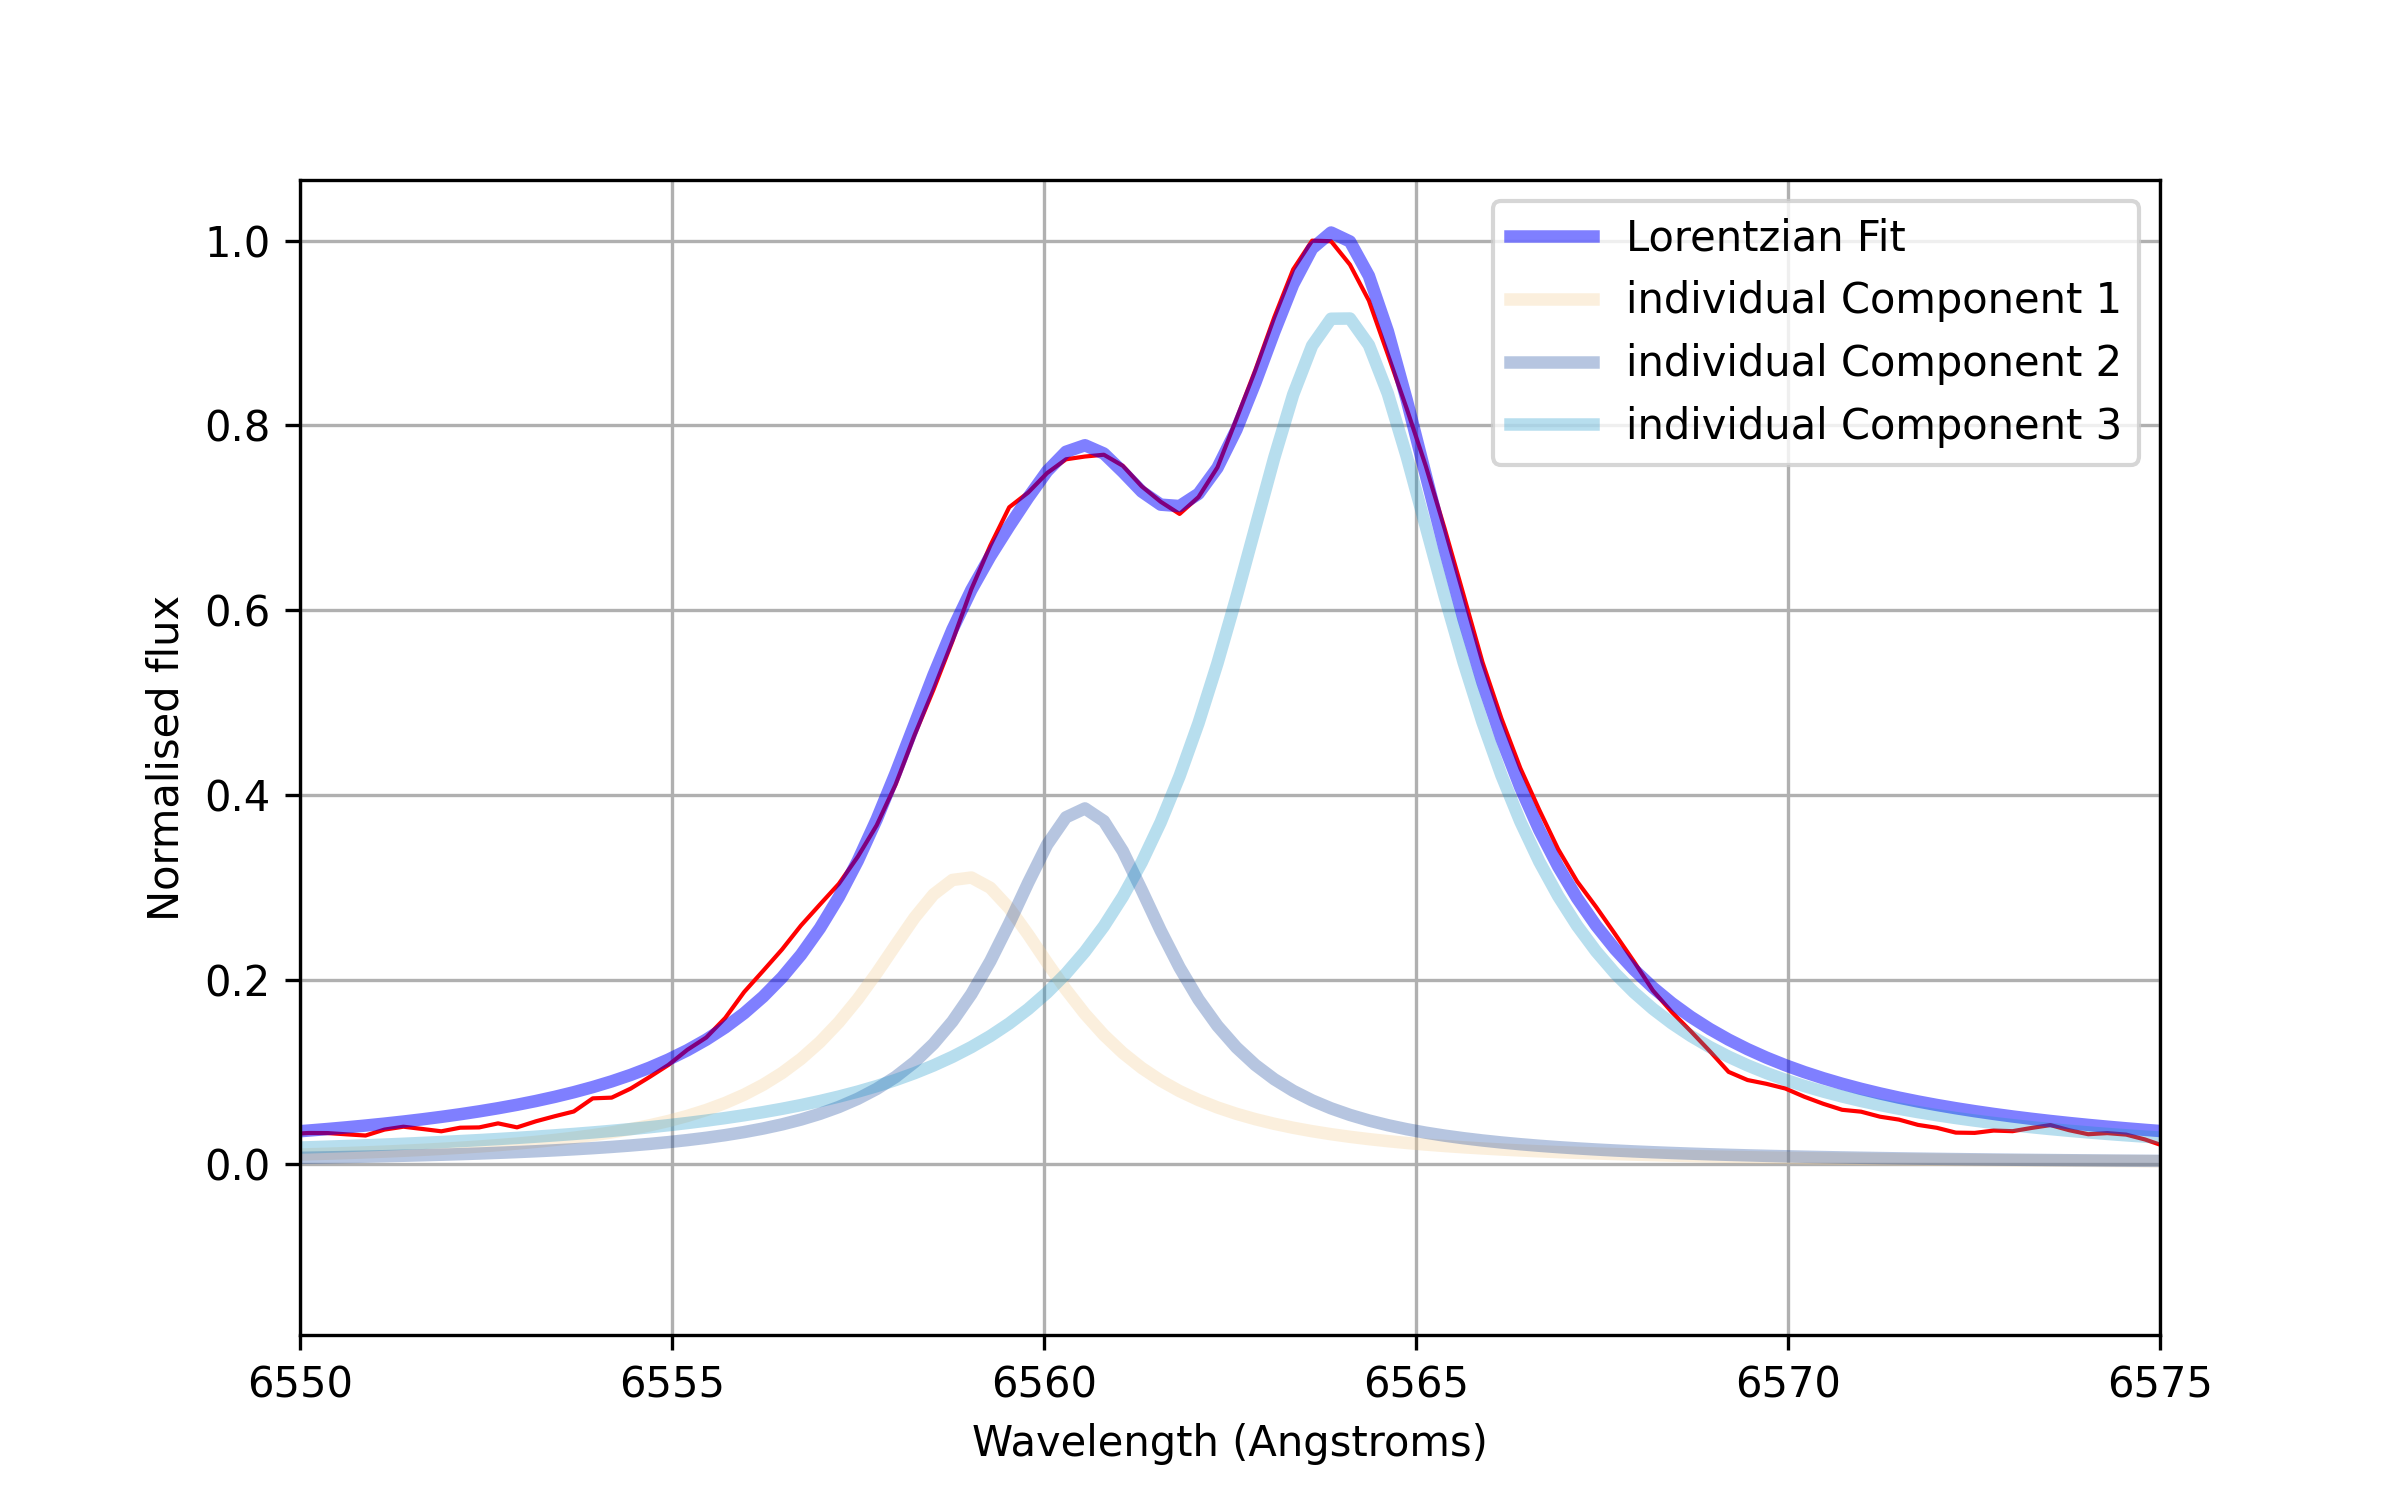 Lorentzian Fit
individual Component 1
individual Component 2
individual Component 3
1.0
0.8
0.6
0.4
0.2
0.0
Normalised flux
6550 6555 6560 6565 6570 6575
Wavelength (Angstroms)